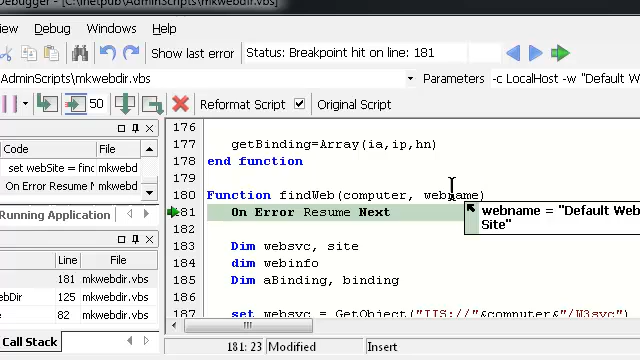 Debugger - [C:\Inetpub\AdminScripts\mkwebdir.vbs]
Debug Windows Help
Show last error Status: Breakpoint hit on line: 181
AdminScripts\mkwebdir.vbs Parameters -c LocalHost -w "Default Web
50 Reformat Script Original Script
Code File
set webSite = find mkwebd
On Error Resume N mkwebd
Running Application
Line File
181 mkwebdir.vbs
ebDir 125 mkwebdir.vbs
e 82 mkwebdir.vbs
Call Stack
176
177 getBinding=Array(ia,ip,hn)
178 end function
179
180 Function findWeb(computer, webname)
181 On Error Resume Next
webname = "Default Web
Site"
182
183 Dim websvc, site
184 dim webinfo
185 Dim aBinding, binding
186
187 set websvc = GetObject("IIS://"&computer&"/W3svc")
181: 23 Modified Insert